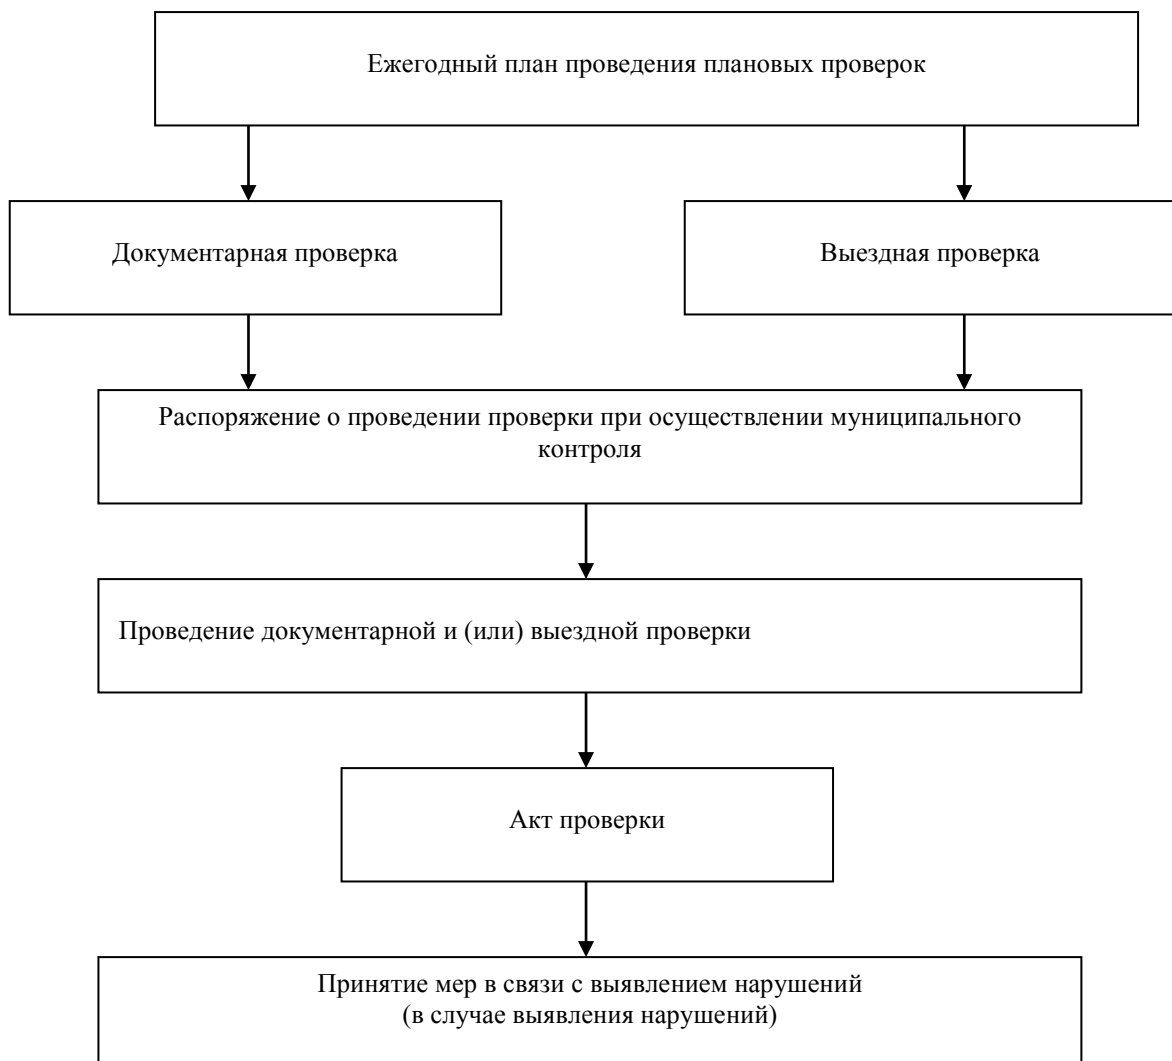 Ежегодный план проведения плановых проверок
Документарная проверка
Выездная проверка
Распоряжение о проведении проверки при осуществлении муниципального
контроля
Проведение документарной и (или) выездной проверки
Акт проверки
Принятие мер в связи с выявлением нарушений
(в случае выявления нарушений)